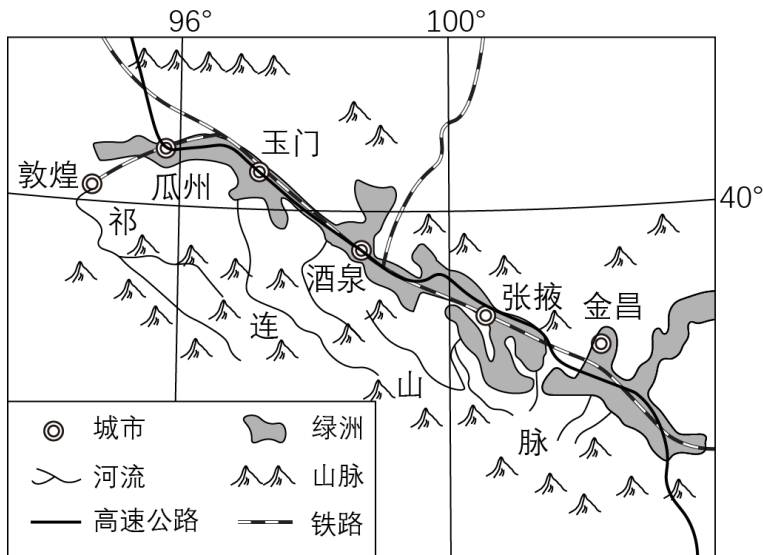 96°
100°
玉门
敦煌
瓜州
40°
祁
酒泉
张掖
金昌
连
山
脉
城市
绿洲
河流
山脉
高速公路
铁路